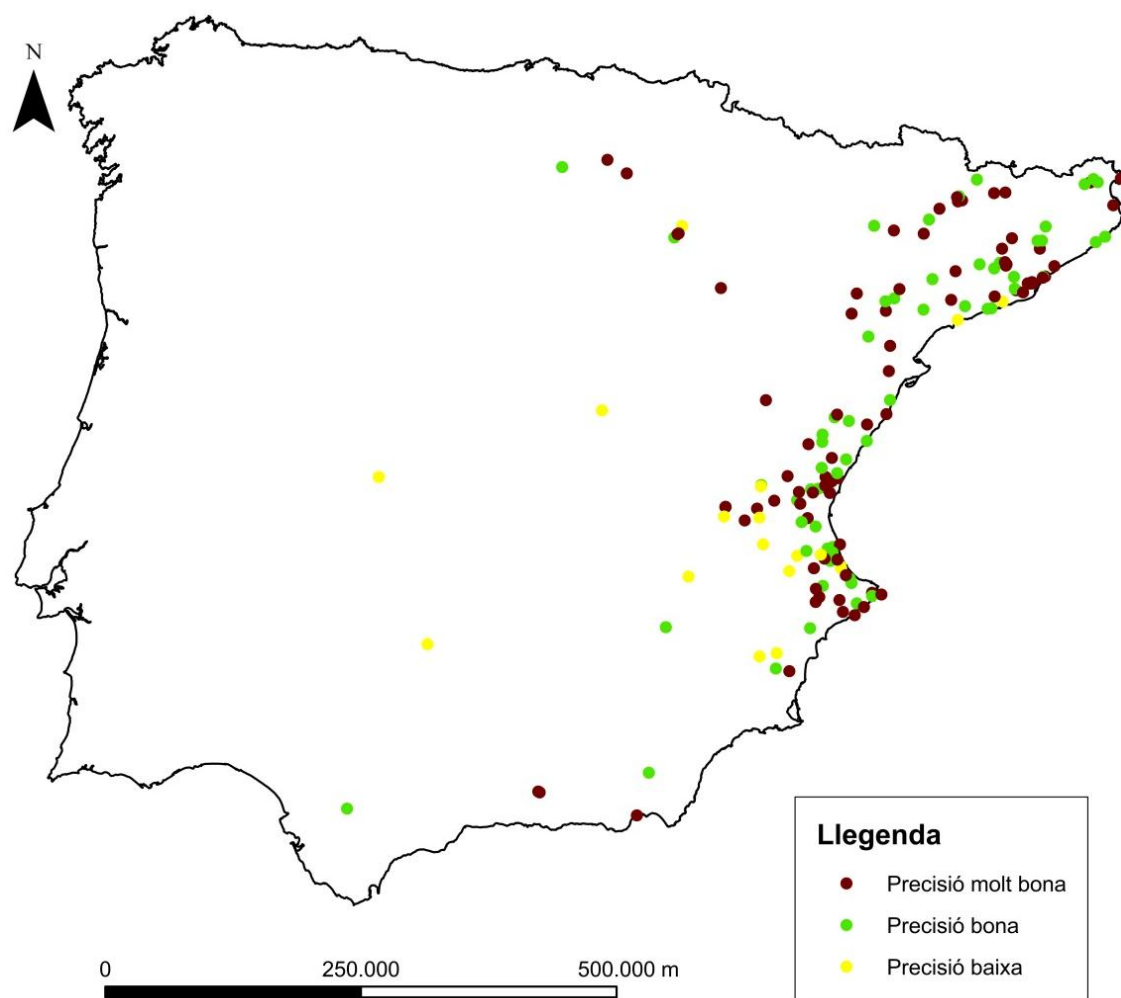 N
Llegenda
Precisió molt bona
Precisió bona
Precisió baixa
0 250.000 500.000 m